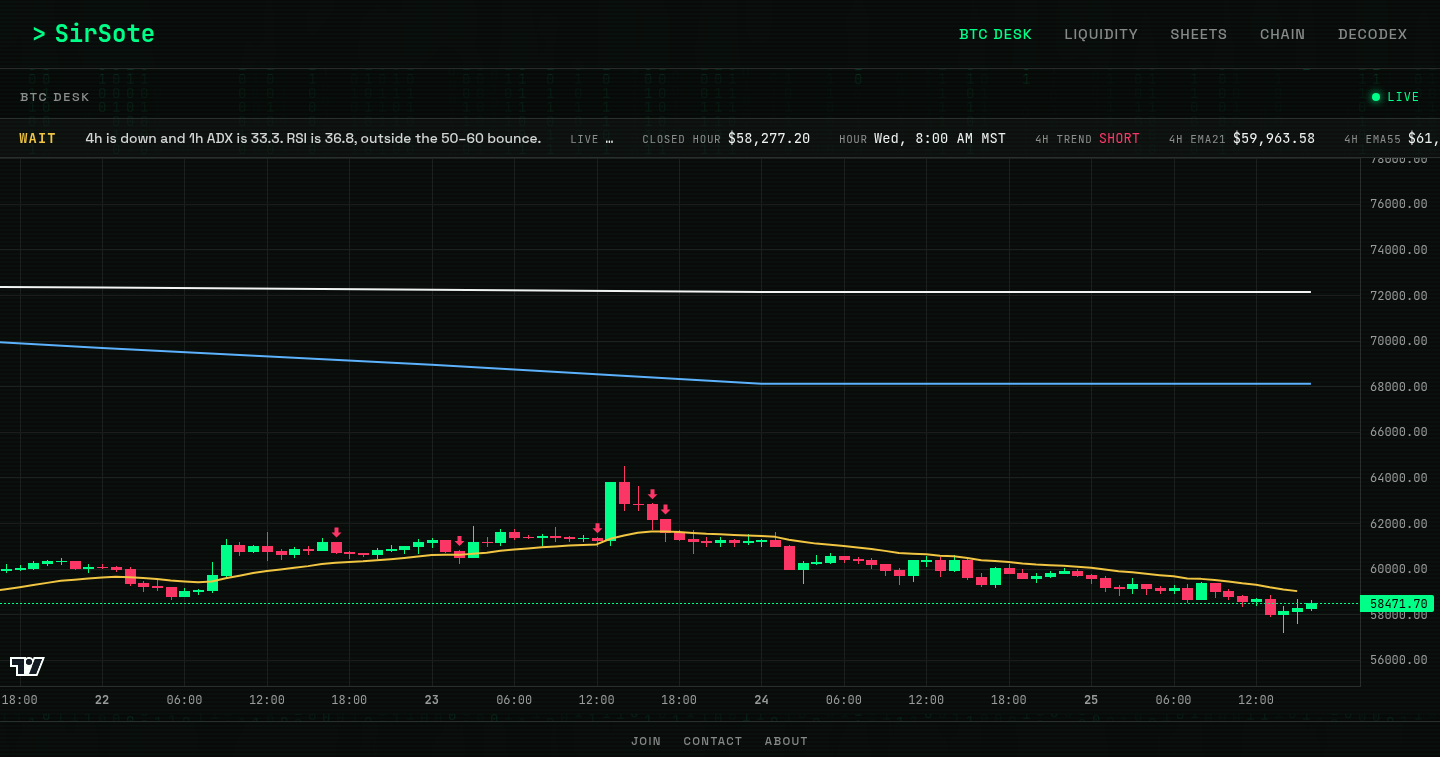 > SirSote
BTC DESK LIQUIDITY SHEETS CHAIN DECODEX
BTC DESK
LIVE
WAIT 4h is down and 1h ADX is 33.3. RSI is 36.8, outside the 50–60 bounce. LIVE … CLOSED HOUR $58,277.20 HOUR Wed, 8:00 AM MST 4H TREND SHORT 4H EMA21 $59,963.58 4H EMA55 $61,
78000.00
76000.00
74000.00
72000.00
70000.00
68000.00
66000.00
64000.00
62000.00
60000.00
58471.70
58000.00
56000.00
18:00 22 06:00 12:00 18:00 23 06:00 12:00 18:00 24 06:00 12:00 18:00 25 06:00 12:00
JOIN CONTACT ABOUT